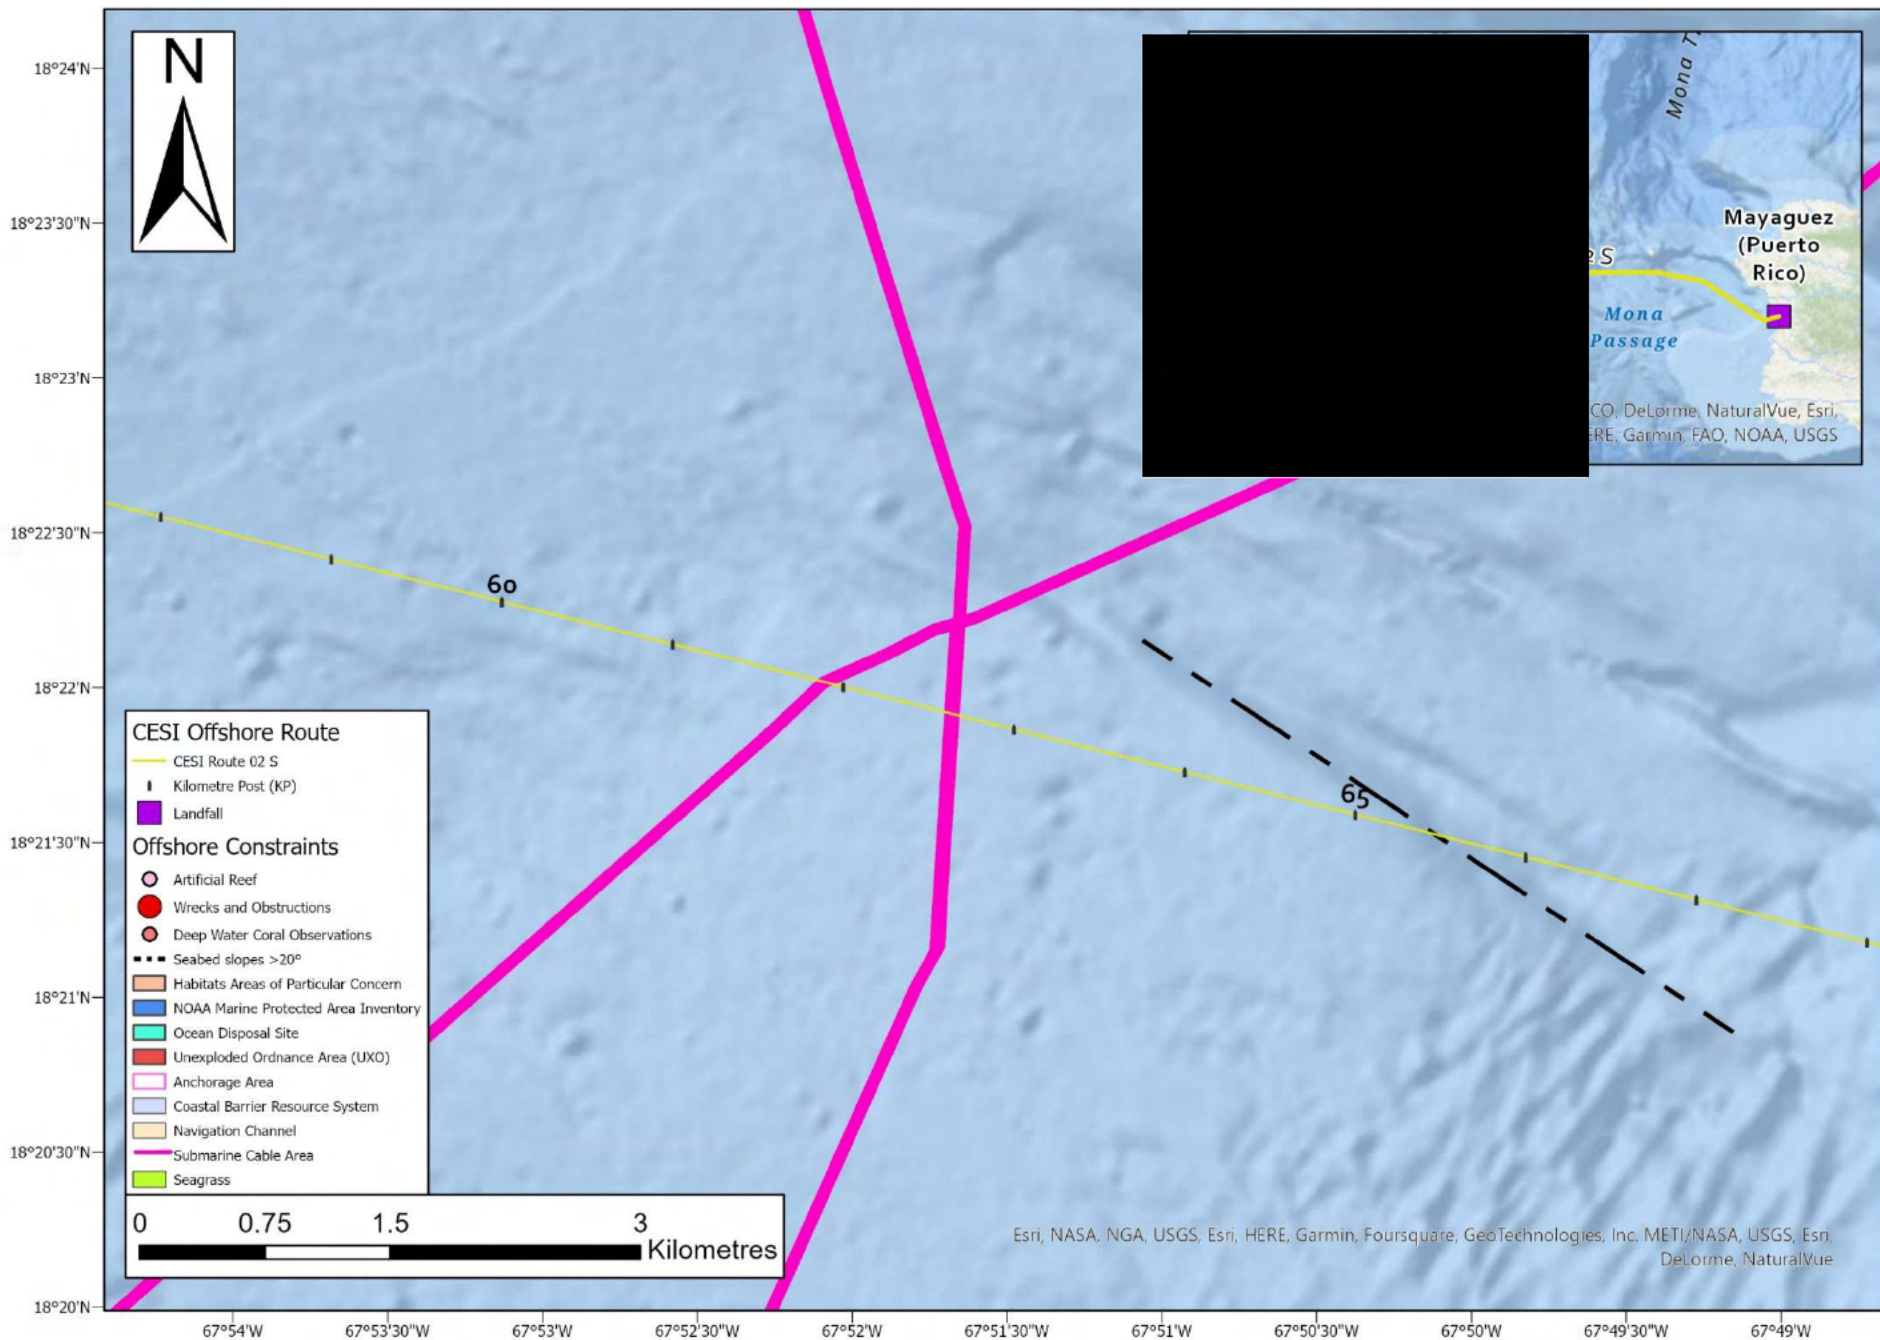 N
18°24'N
18°23'30"N
18°23'N
18°22'30"N
18°22'N
18°21'30"N
18°21'N
18°20'30"N
18°20'N
Mona
Mayaguez
(Puerto
Rico)
S
Mona
Passage
CO, DeLorme, NaturalVue, Esri,
ERE, Garmin, FAO, NOAA, USGS
60
65
CESI Offshore Route
CESI Route 02 S
Kilometre Post (KP)
Landfall
Offshore Constraints
Artificial Reef
Wrecks and Obstructions
Deep Water Coral Observations
Seabed slopes >20°
Habitats Areas of Particular Concern
NOAA Marine Protected Area Inventory
Ocean Disposal Site
Unexploded Ordnance Area (UXO)
Anchorage Area
Coastal Barrier Resource System
Navigation Channel
Submarine Cable Area
Seagrass
0 0.75 1.5 3
Kilometres
Esri, NASA, NGA, USGS, Esri, HERE, Garmin, Foursquare, GeoTechnologies, Inc, METI/NASA, USGS, Esri,
DeLorme, NaturalVue
67°54'W 67°53'30"W 67°53'W 67°52'30"W 67°52'W 67°51'30"W 67°51'W 67°50'30"W 67°50'W 67°49'30"W 67°49'W